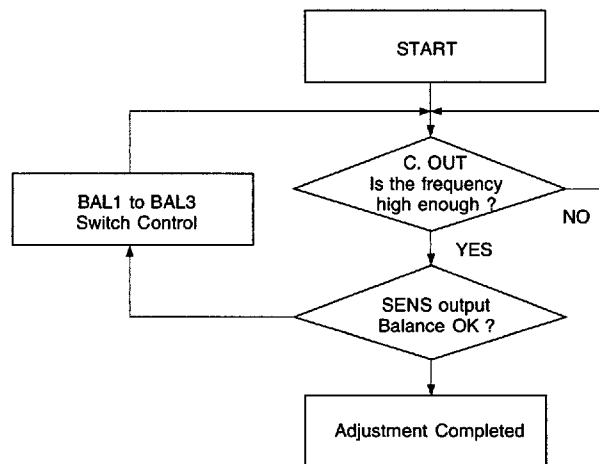 START
C. OUT
Is the frequency
high enough ?
NO
BAL1 to BAL3
Switch Control
YES
SENS output
Balance OK ?
Adjustment Completed